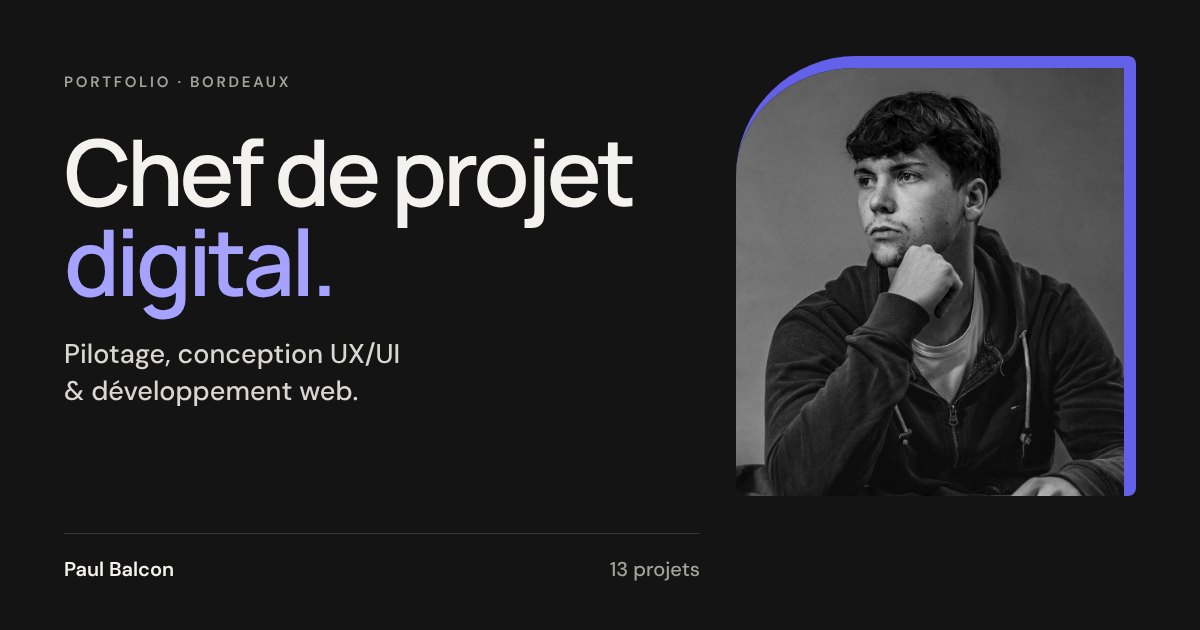 PORTFOLIO · BORDEAUX
Chef de projet
digital.
Pilotage, conception UX/UI
& développement web.
Paul Balcon
13 projets